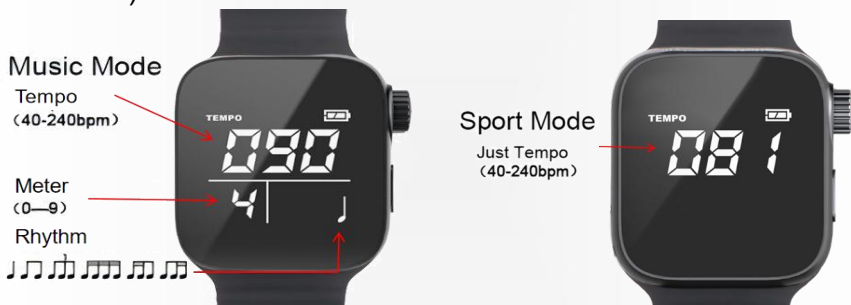 Music Mode
Tempo
（40-240bpm）
Meter
（0—9）
Rhythm
TEMPO
090
4
Sport Mode
Just Tempo
（40-240bpm）
TEMPO
081